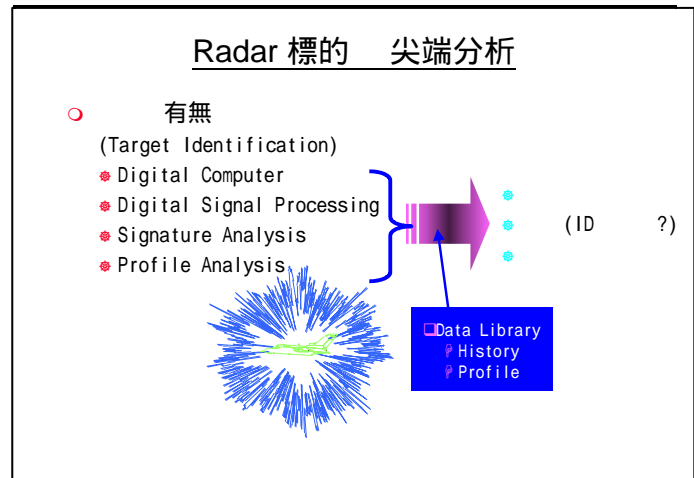 Radar 標的 尖端分析
有無
(Target Identification)
Digital Computer
Digital Signal Processing
Signature Analysis
Profile Analysis
(ID ?)
Data Library
History
Profile